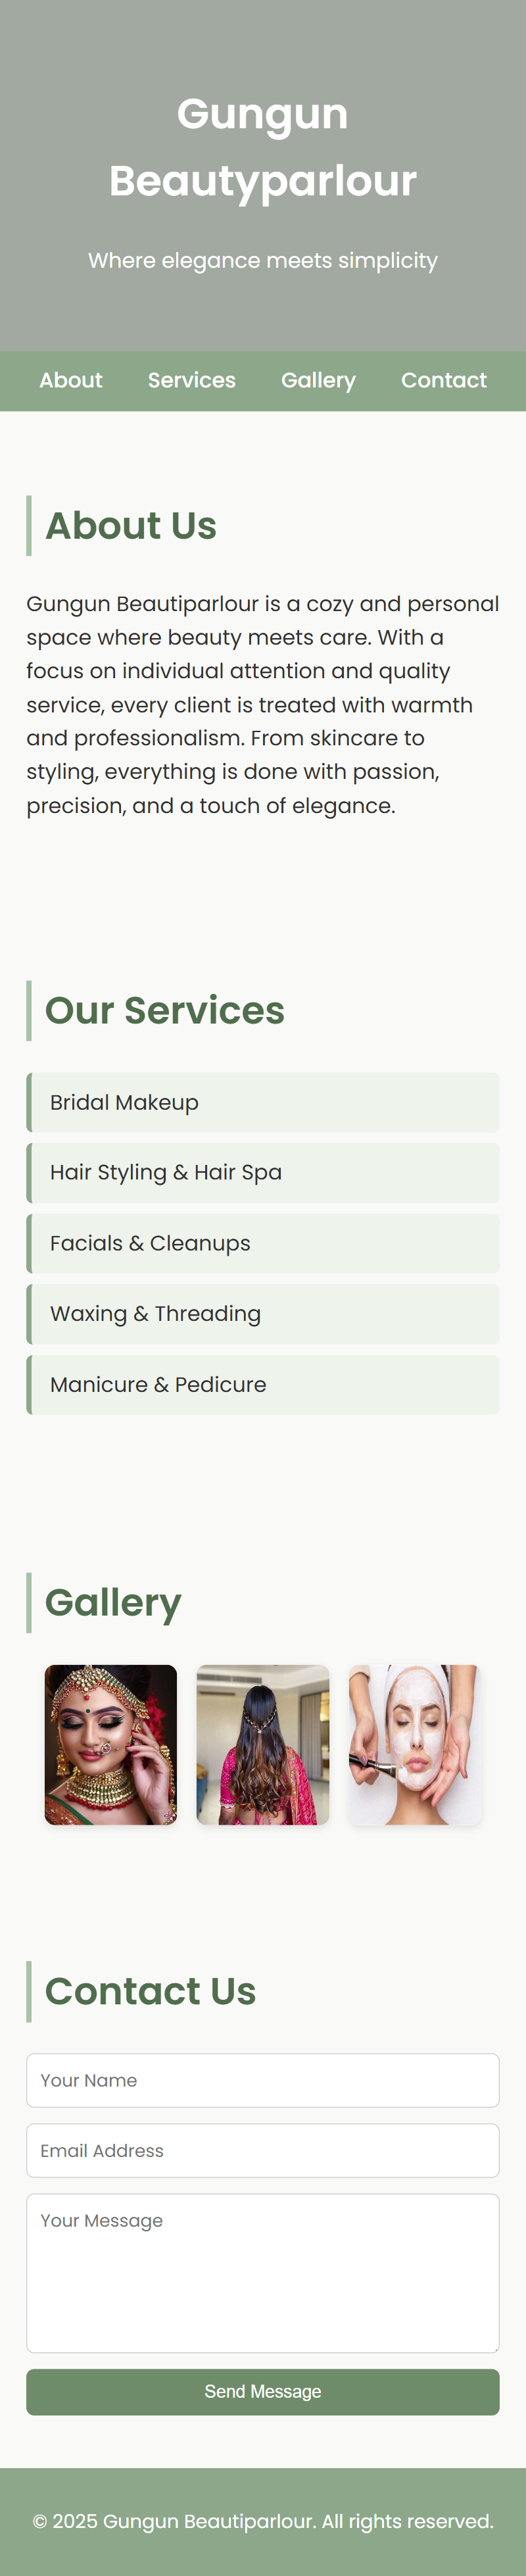 Gungun
Beautyparlour
Where elegance meets simplicity
About Services Gallery Contact
About Us
Gungun Beautiparlour is a cozy and personal
space where beauty meets care. With a
focus on individual attention and quality
service, every client is treated with warmth
and professionalism. From skincare to
styling, everything is done with passion,
precision, and a touch of elegance.
Our Services
Bridal Makeup
Hair Styling & Hair Spa
Facials & Cleanups
Waxing & Threading
Manicure & Pedicure
Gallery
Contact Us
Your Name
Email Address
Your Message
Send Message
© 2025 Gungun Beautiparlour. All rights reserved.